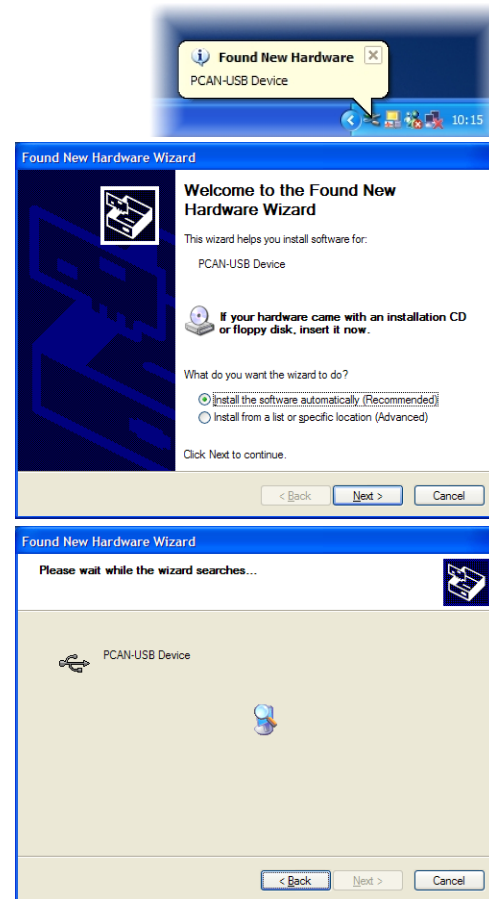 Found New Hardware
PCAN-USB Device
10:15
Found New Hardware Wizard
Welcome to the Found New
Hardware Wizard
This wizard helps you install software for:
PCAN-USB Device
If your hardware came with an installation CD
or floppy disk, insert it now.
What do you want the wizard to do?
Install the software automatically (Recommended)
Install from a list or specific location (Advanced)
Click Next to continue.
< Back Next > Cancel
Found New Hardware Wizard
Please wait while the wizard searches...
PCAN-USB Device
< Back Next > Cancel